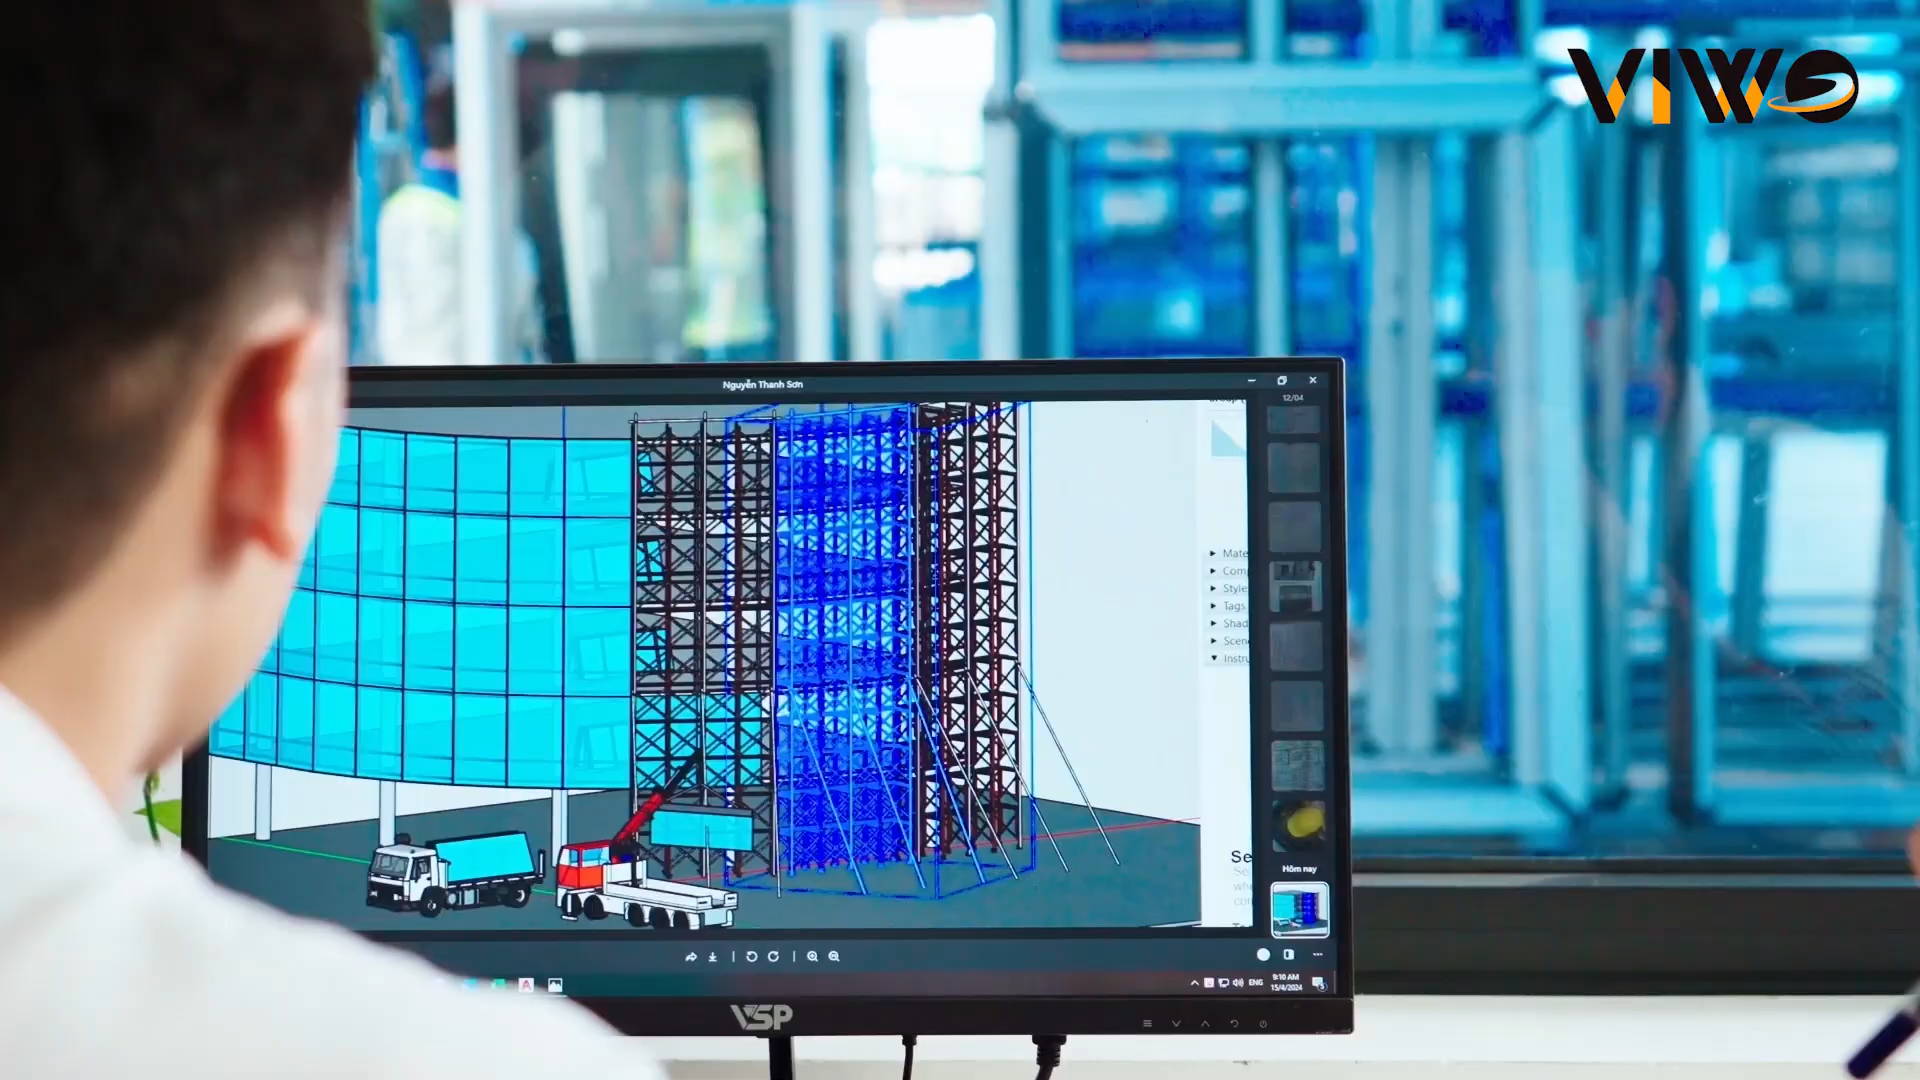 VIWO
Nguyễn Thanh Sơn
12/04
Mate
Com
Style
Tags
Shad
Scen
Instru
Se
Hôm nay
ENG
9:10 AM
15/4/2024
VSP